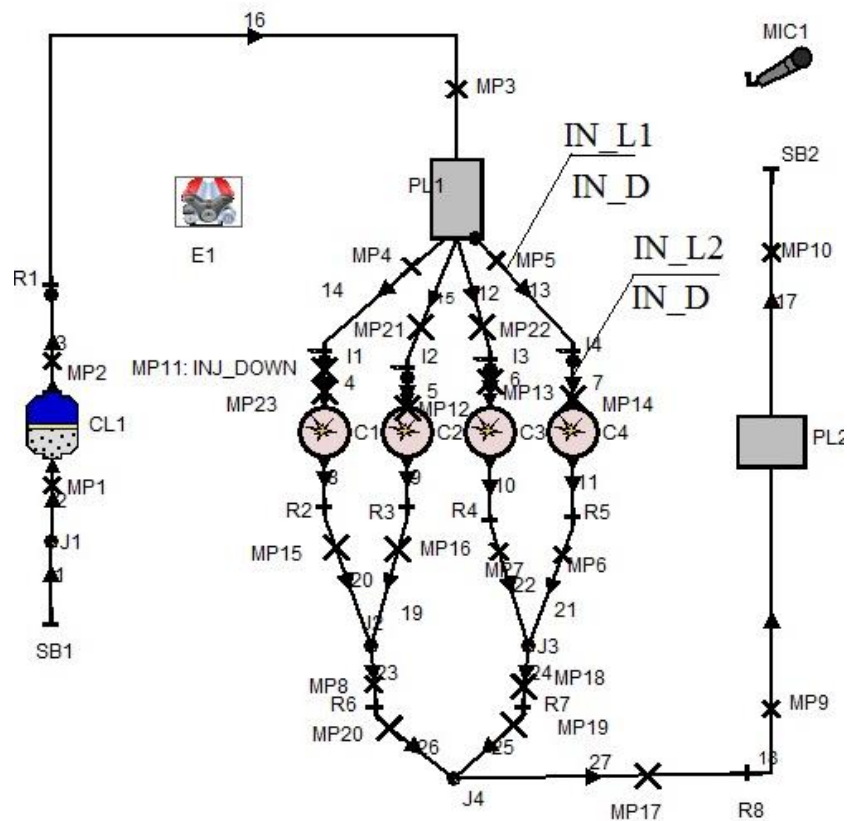 16
MIC1
MP3
IN_L1
SB2
PL1
IN_D
E1
MP4
MP5
IN_L2
MP10
R1
14
15
12
13
IN_D
17
3
MP21
MP22
MP2
I1
I2
I3
I4
MP11: INJ_DOWN
4
5
6
7
MP23
MP12
MP13
MP14
CL1
C1
C2
C3
C4
PL2
MP1
2
8
9
10
11
J1
R2
R3
R4
R5
MP15
MP16
MP7
MP6
1
20
19
22
21
SB1
J2
J3
MP8
23
24
MP18
R6
R7
MP9
MP20
26
25
MP19
27
18
J4
MP17
R8